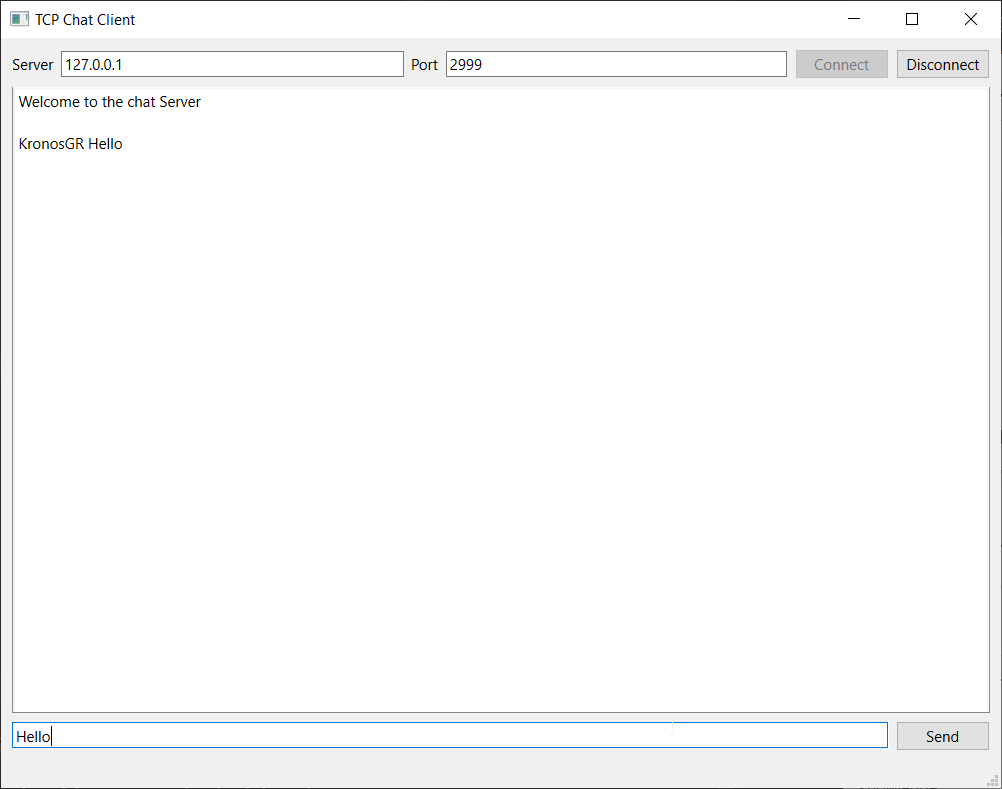 TCP Chat Client
Server 127.0.0.1 Port 2999 Connect Disconnect
Welcome to the chat Server
KronosGR Hello
Hello Send